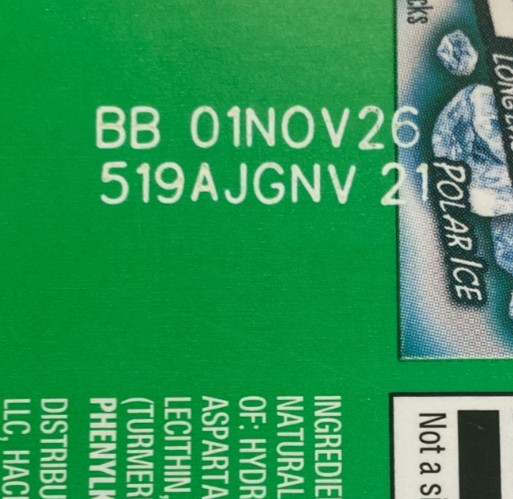 BB 01NOV26
519AJGNV 21
POLAR ICE
INGREDIE
NATURAL
OF: HYDR
ASPARTA
LECITHIN,
(TURMER
PHENYLK
DISTRIBU
LLC, HAC
Not a s